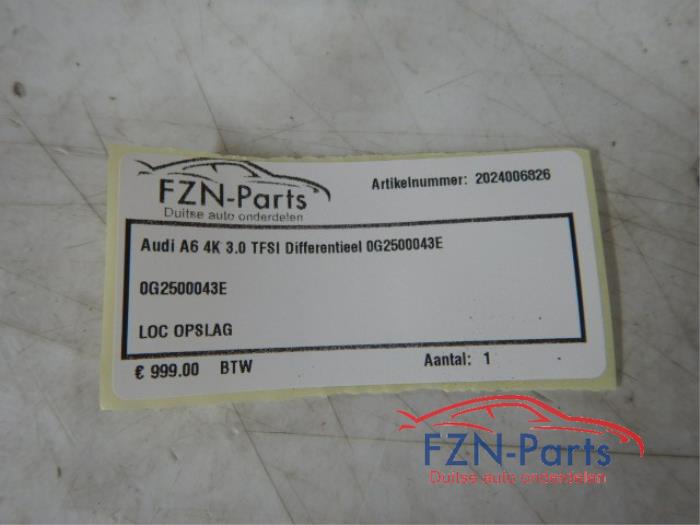 FZN-Parts
Duitse auto onderdelen
Artikelnummer: 2024006826
Audi A6 4K 3.0 TFSI Differentieel 0G2500043E
0G2500043E
LOC OPSLAG
€ 999.00 BTW
Aantal: 1
FZN-Parts
Duitse auto onderdelen